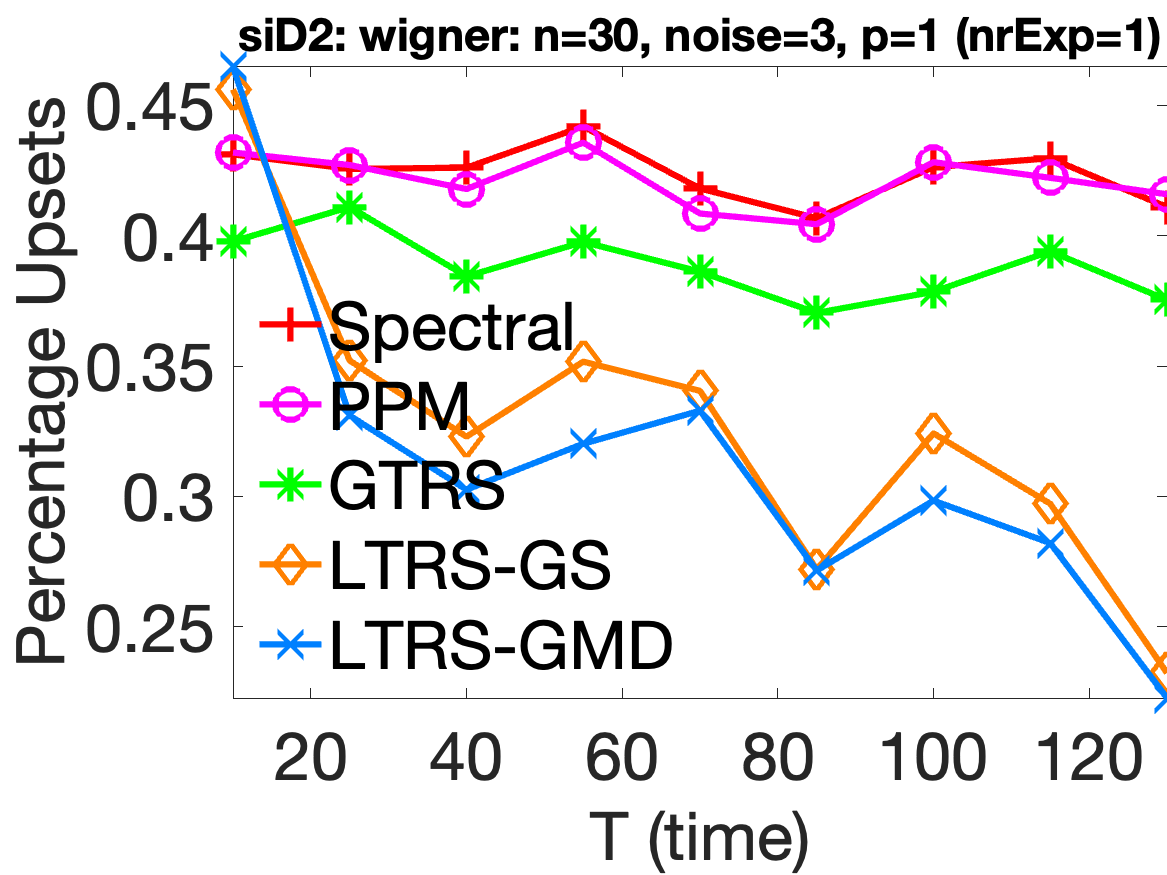 siD2: wigner: n=30, noise=3, p=1 (nrExp=1)
Percentage Upsets
0.45
0.4
0.35
0.3
0.25
Spectral
PPM
GTRS
LTRS-GS
LTRS-GMD
20 40 60 80 100 120
T (time)